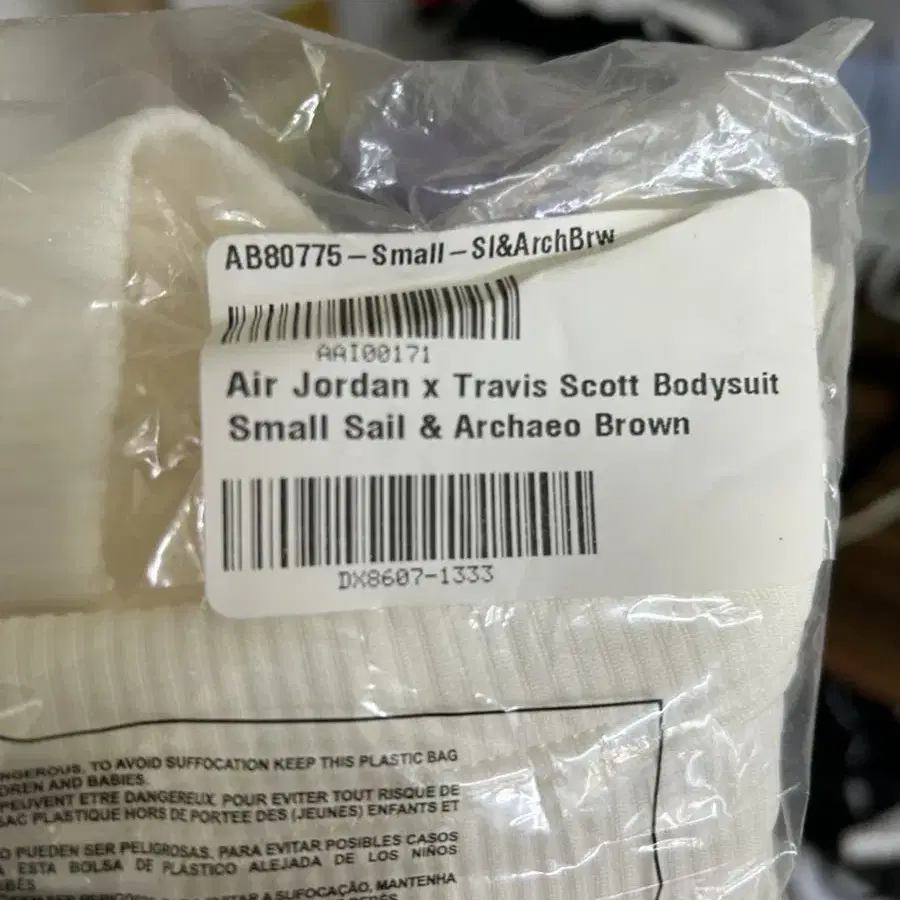 AB80775-Small-Sl&ArchBrw
AAI00171
Air Jordan x Travis Scott Bodysuit
Small Sail & Archaeo Brown
DX8607-1333
TO AVOID SUFFOCATION KEEP THIS PLASTIC BAG
AND BABIES.
PEUVENT ETRE DANGEREUX. POUR EVITER TOUT RISQUE DE
PLASTIQUE HORS DE PORTEE DES (JEUNES) ENFANTS ET
PUEDEN SER PELIGROSAS. PARA EVITAR POSIBLES CASOS
ESTA BOLSA DE PLÁSTICO ALEJADA DE LOS NIÑOS
A SUFOCAÇÃO, MANTENHA